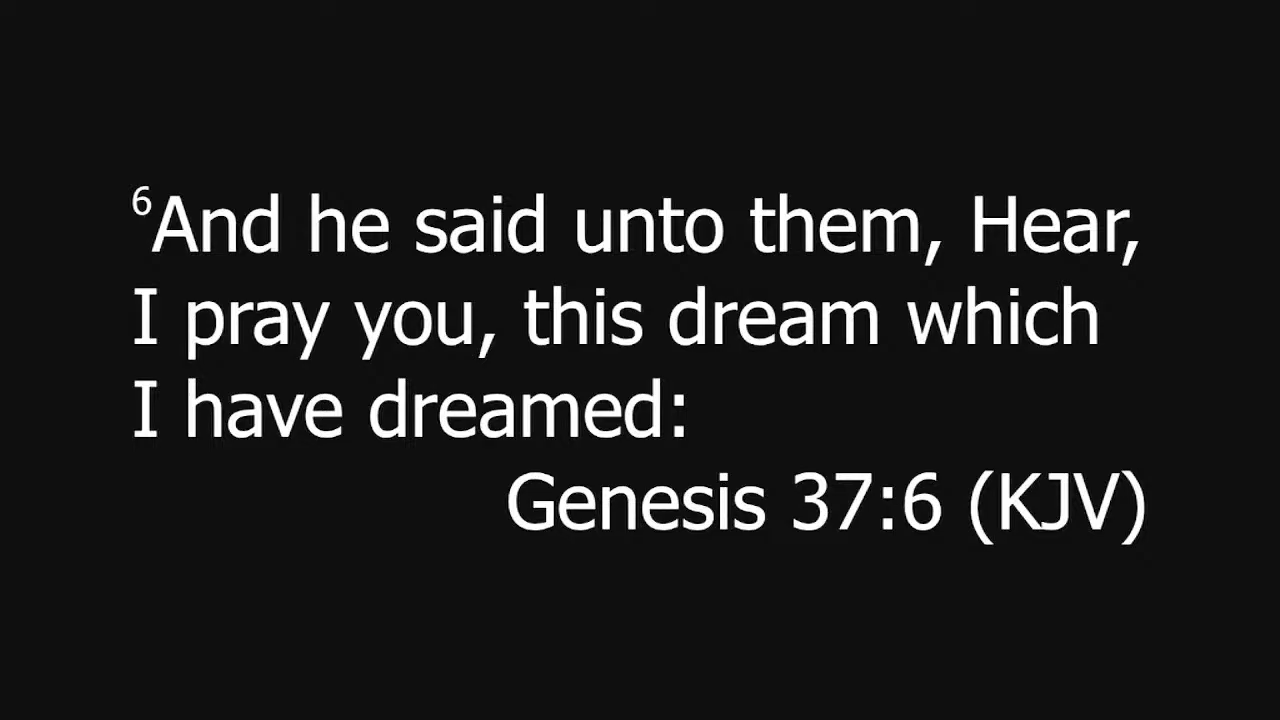 ⁶And he said unto them, Hear,
I pray you, this dream which
I have dreamed:
Genesis 37:6 (KJV)